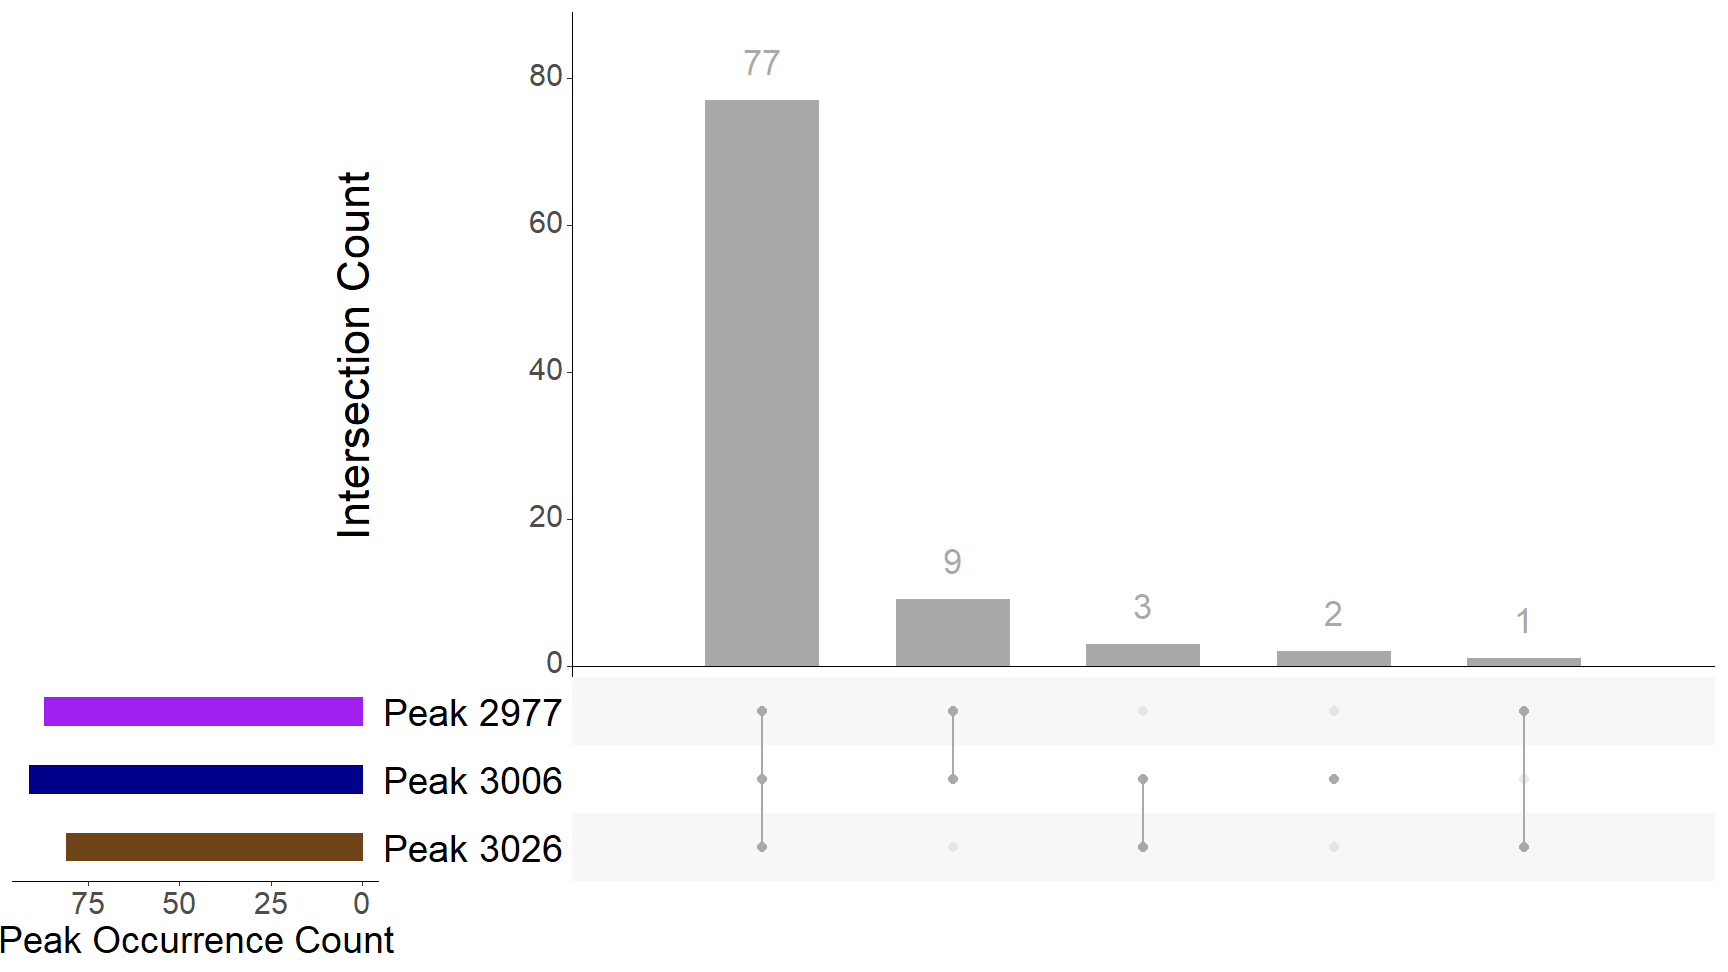 Intersection Count
80
60
40
20
0
77
9
3
2
1
Peak 2977
Peak 3006
Peak 3026
75 50 25 0
Peak Occurrence Count